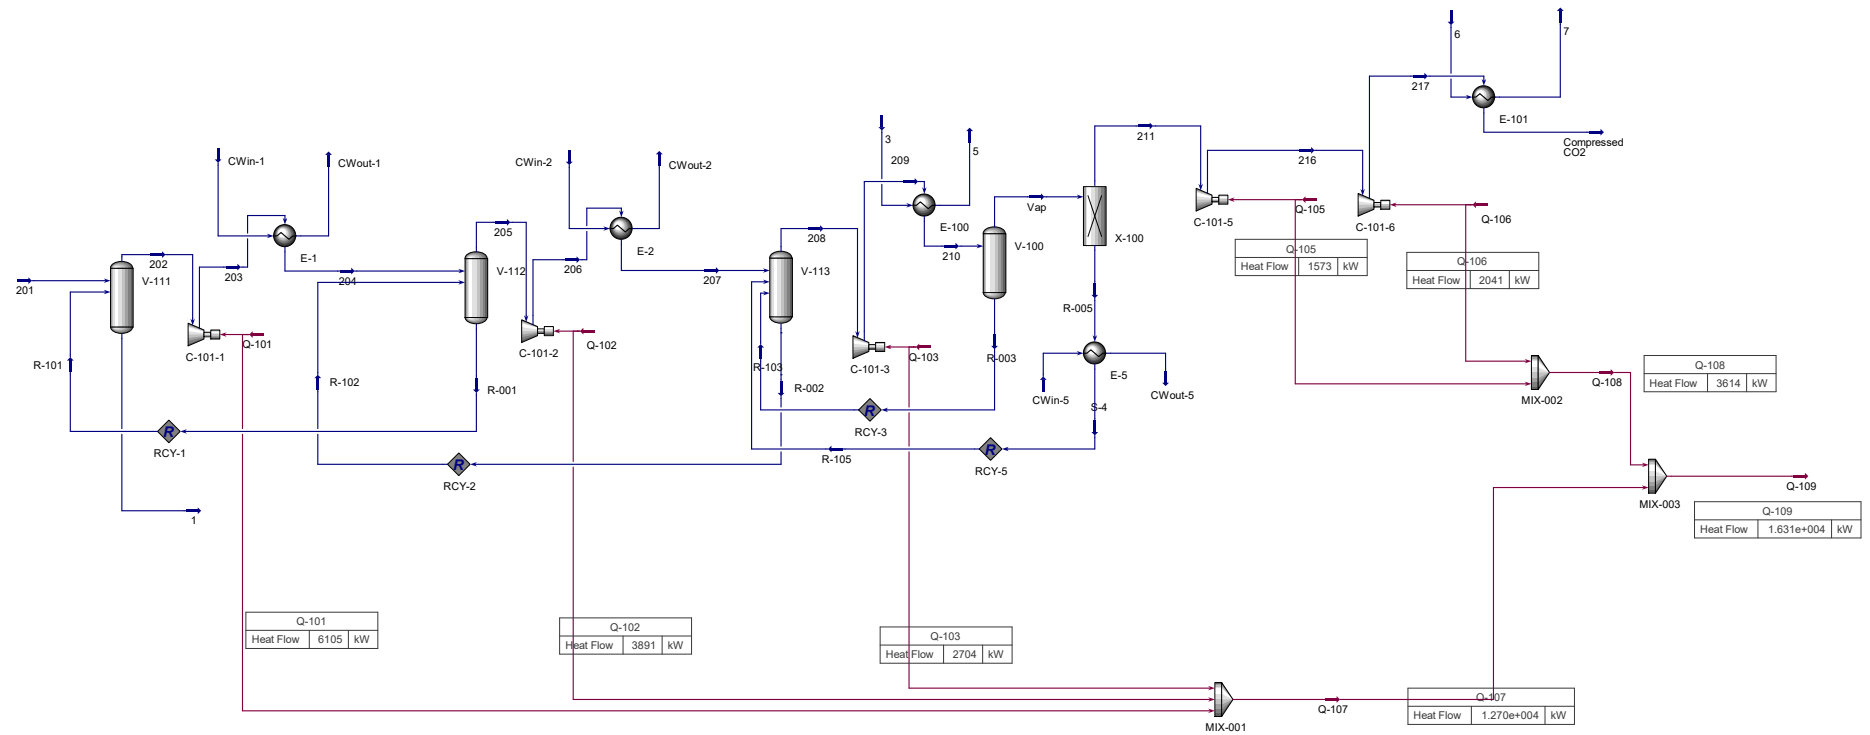 6
7
217
E-101
Compressed
CO2
3
209
5
E-100
210
Vap
V-100
211
X-100
216
C-101-5
Q-105
C-101-6
Q-106
Q-105
Heat Flow 1573 kW
Q-106
Heat Flow 2041 kW
CWin-1
CWout-1
CWin-2
CWout-2
201
202
V-111
203
E-1
204
205
V-112
206
E-2
207
208
V-113
C-101-1
Q-101
C-101-2
Q-102
C-101-3
Q-103
R-101
R-102
R-001
R-103
R-002
R-003
R-005
E-5
CWin-5
CWout-5
S-4
RCY-1
RCY-2
RCY-3
R-105
RCY-5
1
MIX-002
Q-108
Q-108
Heat Flow 3614 kW
MIX-003
Q-109
Q-109
Heat Flow 1.631e+004 kW
Q-101
Heat Flow 6105 kW
Q-102
Heat Flow 3891 kW
Q-103
Heat Flow 2704 kW
MIX-001
Q-107
Q-107
Heat Flow 1.270e+004 kW
R
R
R
R